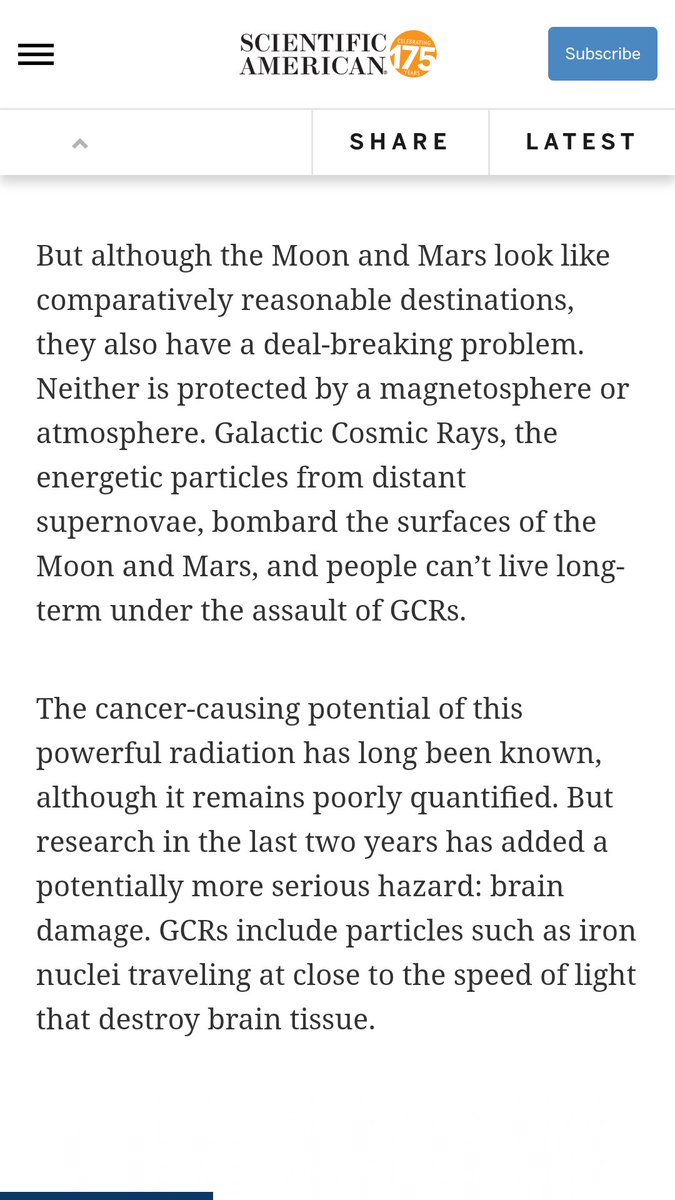 SCIENTIFIC
AMERICAN
CELEBRATING
175
YEARS
Subscribe
SHARE
LATEST
But although the Moon and Mars look like
comparatively reasonable destinations,
they also have a deal-breaking problem.
Neither is protected by a magnetosphere or
atmosphere. Galactic Cosmic Rays, the
energetic particles from distant
supernovae, bombard the surfaces of the
Moon and Mars, and people can’t live long-
term under the assault of GCRs.
The cancer-causing potential of this
powerful radiation has long been known,
although it remains poorly quantified. But
research in the last two years has added a
potentially more serious hazard: brain
damage. GCRs include particles such as iron
nuclei traveling at close to the speed of light
that destroy brain tissue.